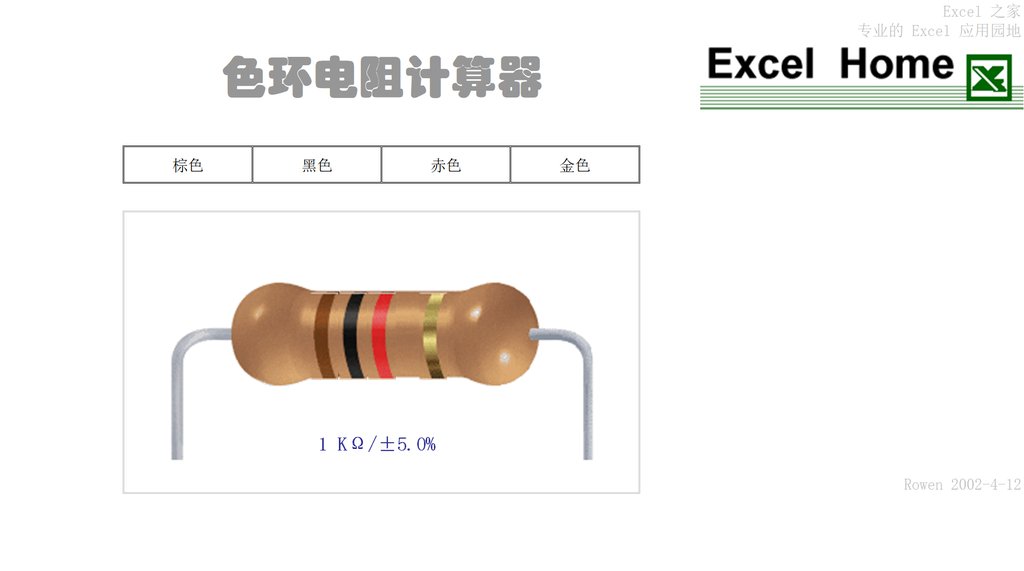 Excel 之家
专业的 Excel 应用园地
色环电阻计算器
Excel Home
棕色 黑色 赤色 金色
1 KΩ/±5.0%
Rowen 2002-4-12